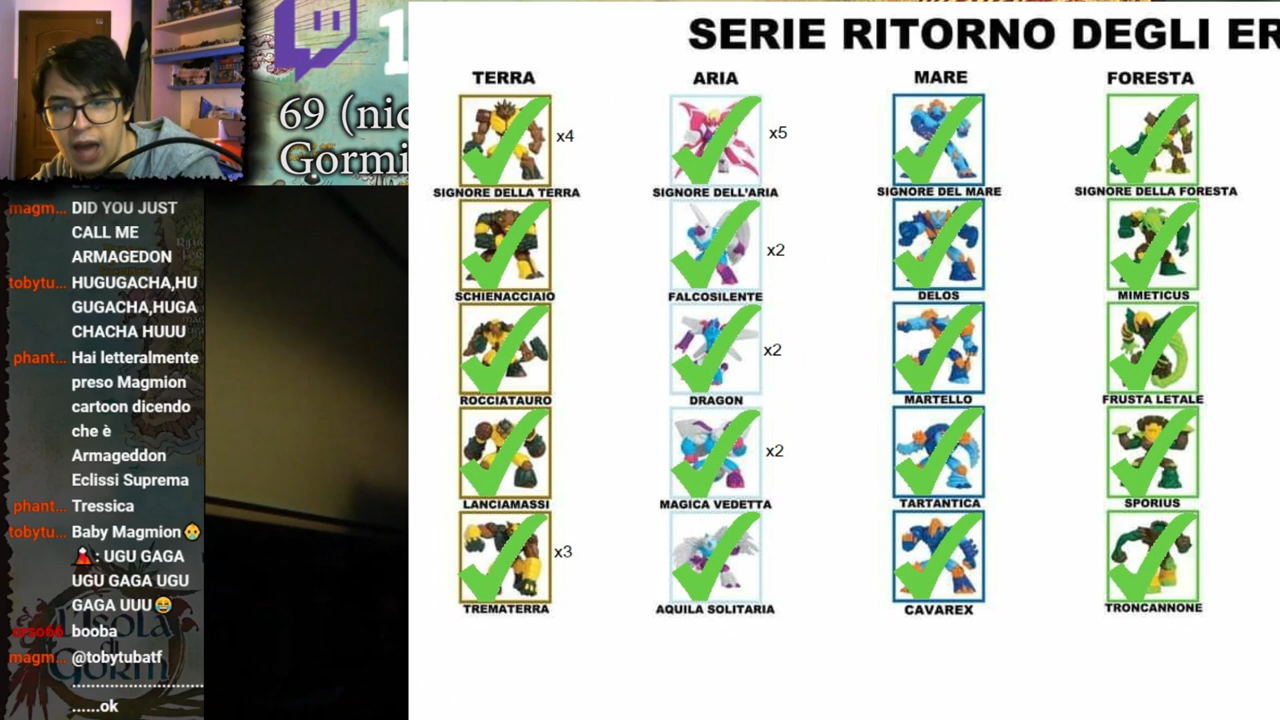 69 (nic
Gormi
magm... DID YOU JUST
CALL ME
ARMAGEDON
tobytu... HUGUGACHA,HU
GUGACHA,HUGA
CHACHA HUUU
phant... Hai letteralmente
preso Magmion
cartoon dicendo
che è
Armageddon
Eclissi Suprema
phant... Tressica
tobytu... Baby Magmion👶
🌋: UGU GAGA
UGU GAGA UGU
GAGA UUU😂
booba
magm... @tobytubatf
..............................
......ok
L'Isola
di
Gorm
SERIE RITORNO DEGLI ER
TERRA ARIA MARE FORESTA
x4 x5
SIGNORE DELLA TERRA SIGNORE DELL'ARIA SIGNORE DEL MARE SIGNORE DELLA FORESTA
x2
SCHIENACCIAIO FALCOSILENTE DELOS MIMETICUS
x2
ROCCIATAURO DRAGON MARTELLO FRUSTA LETALE
x2
LANCIAMASSI MAGICA VEDETTA TARTANTICA SPORIUS
x3
TREMATERRA AQUILA SOLITARIA CAVAREX TRONCANNONE